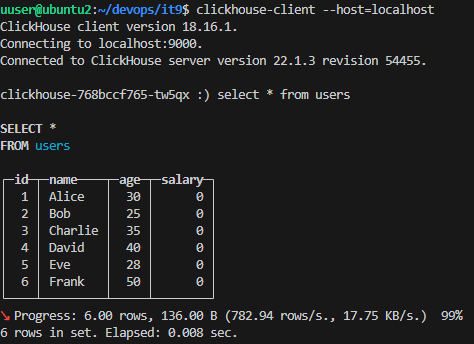 uuser@ubuntu2:~/devops/it9$ clickhouse-client --host=localhost
ClickHouse client version 18.16.1.
Connecting to localhost:9000.
Connected to ClickHouse server version 22.1.3 revision 54455.
clickhouse-768bccf765-tw5qx :) select * from users
SELECT *
FROM users
id name age salary
1 Alice 30 0
2 Bob 25 0
3 Charlie 35 0
4 David 40 0
5 Eve 28 0
6 Frank 50 0
↘ Progress: 6.00 rows, 136.00 B (782.94 rows/s., 17.75 KB/s.) 99%
6 rows in set. Elapsed: 0.008 sec.